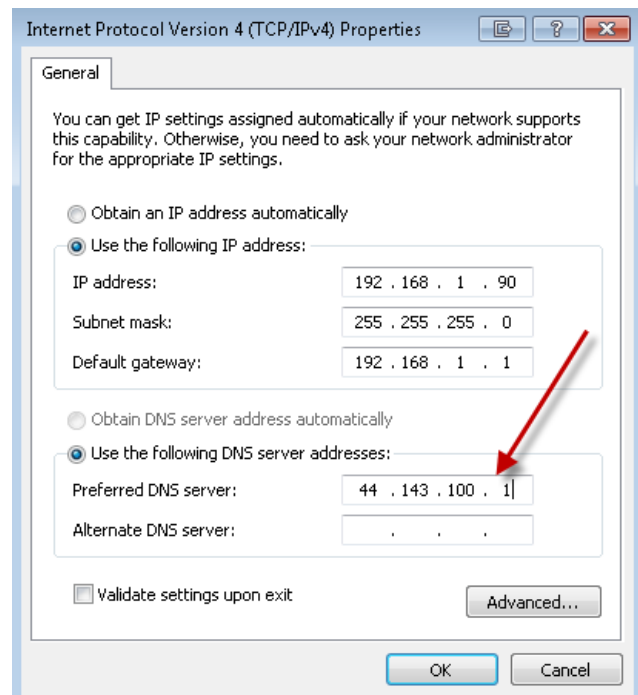 Internet Protocol Version 4 (TCP/IPv4) Properties
General
You can get IP settings assigned automatically if your network supports
this capability. Otherwise, you need to ask your network administrator
for the appropriate IP settings.
Obtain an IP address automatically
Use the following IP address:
IP address: 192 . 168 . 1 . 90
Subnet mask: 255 . 255 . 255 . 0
Default gateway: 192 . 168 . 1 . 1
Obtain DNS server address automatically
Use the following DNS server addresses:
Preferred DNS server: 44 . 143 . 100 . 1
Alternate DNS server: . . .
Validate settings upon exit
Advanced...
OK Cancel